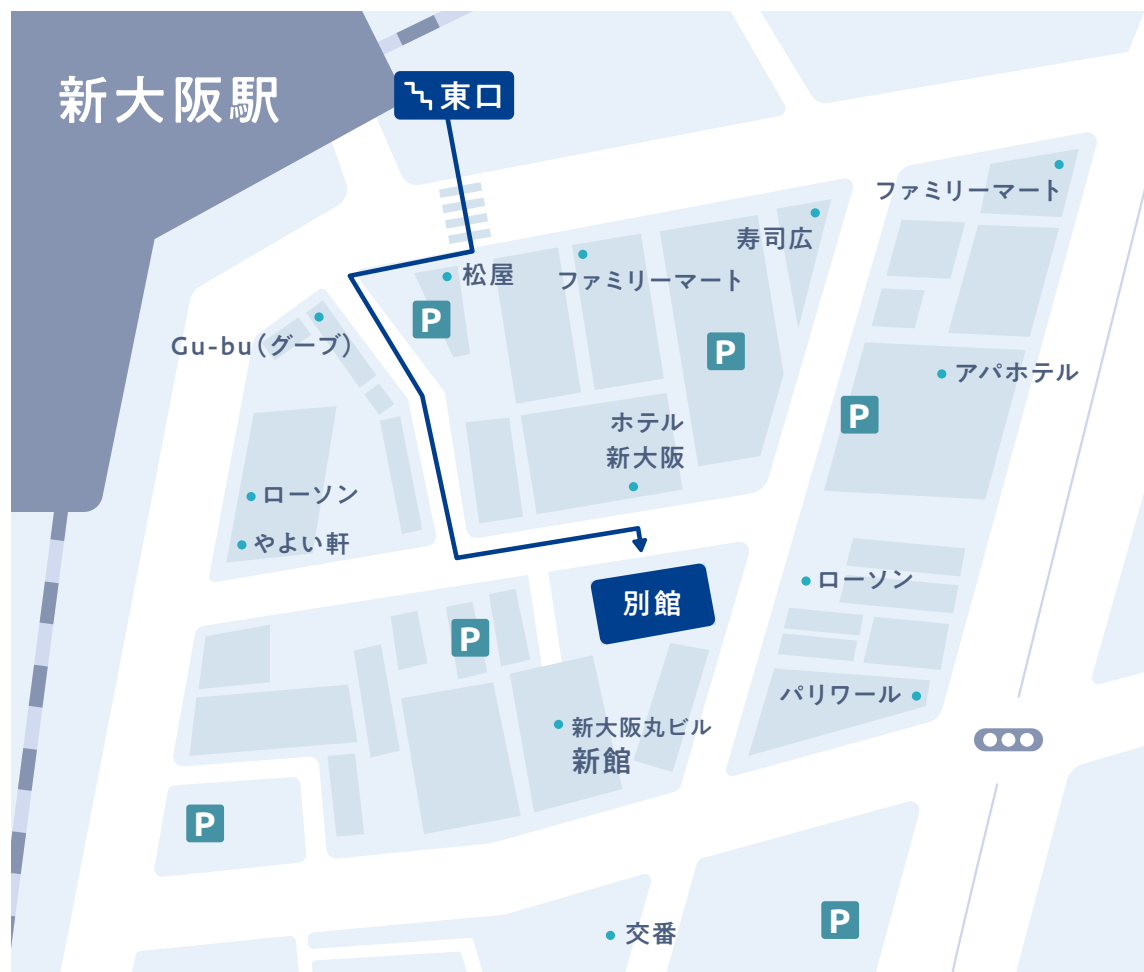 新大阪駅
東口
ファミリーマート
寿司広
松屋
ファミリーマート
P
Gu-bu（グーブ）
P
アパホテル
P
ホテル
新大阪
ローソン
やよい軒
ローソン
別館
P
パリワール
新大阪丸ビル
新館
P
P
交番